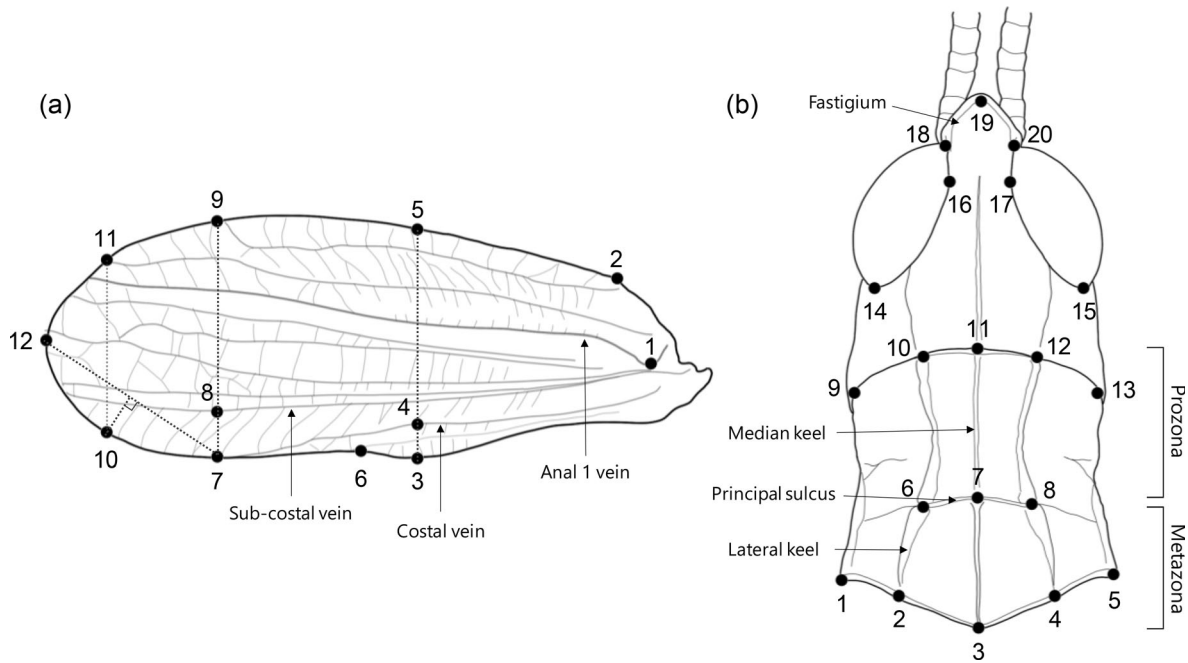 (a)
9
5
11
2
12
1
8
4
10
7
6
3
Sub-costal vein
Costal vein
Anal 1 vein
(b)
Fastigium
19
18
20
16
17
14
15
11
10
12
9
13
Median keel
Prozona
Principal sulcus
6
7
8
Lateral keel
Metazona
1
2
3
4
5